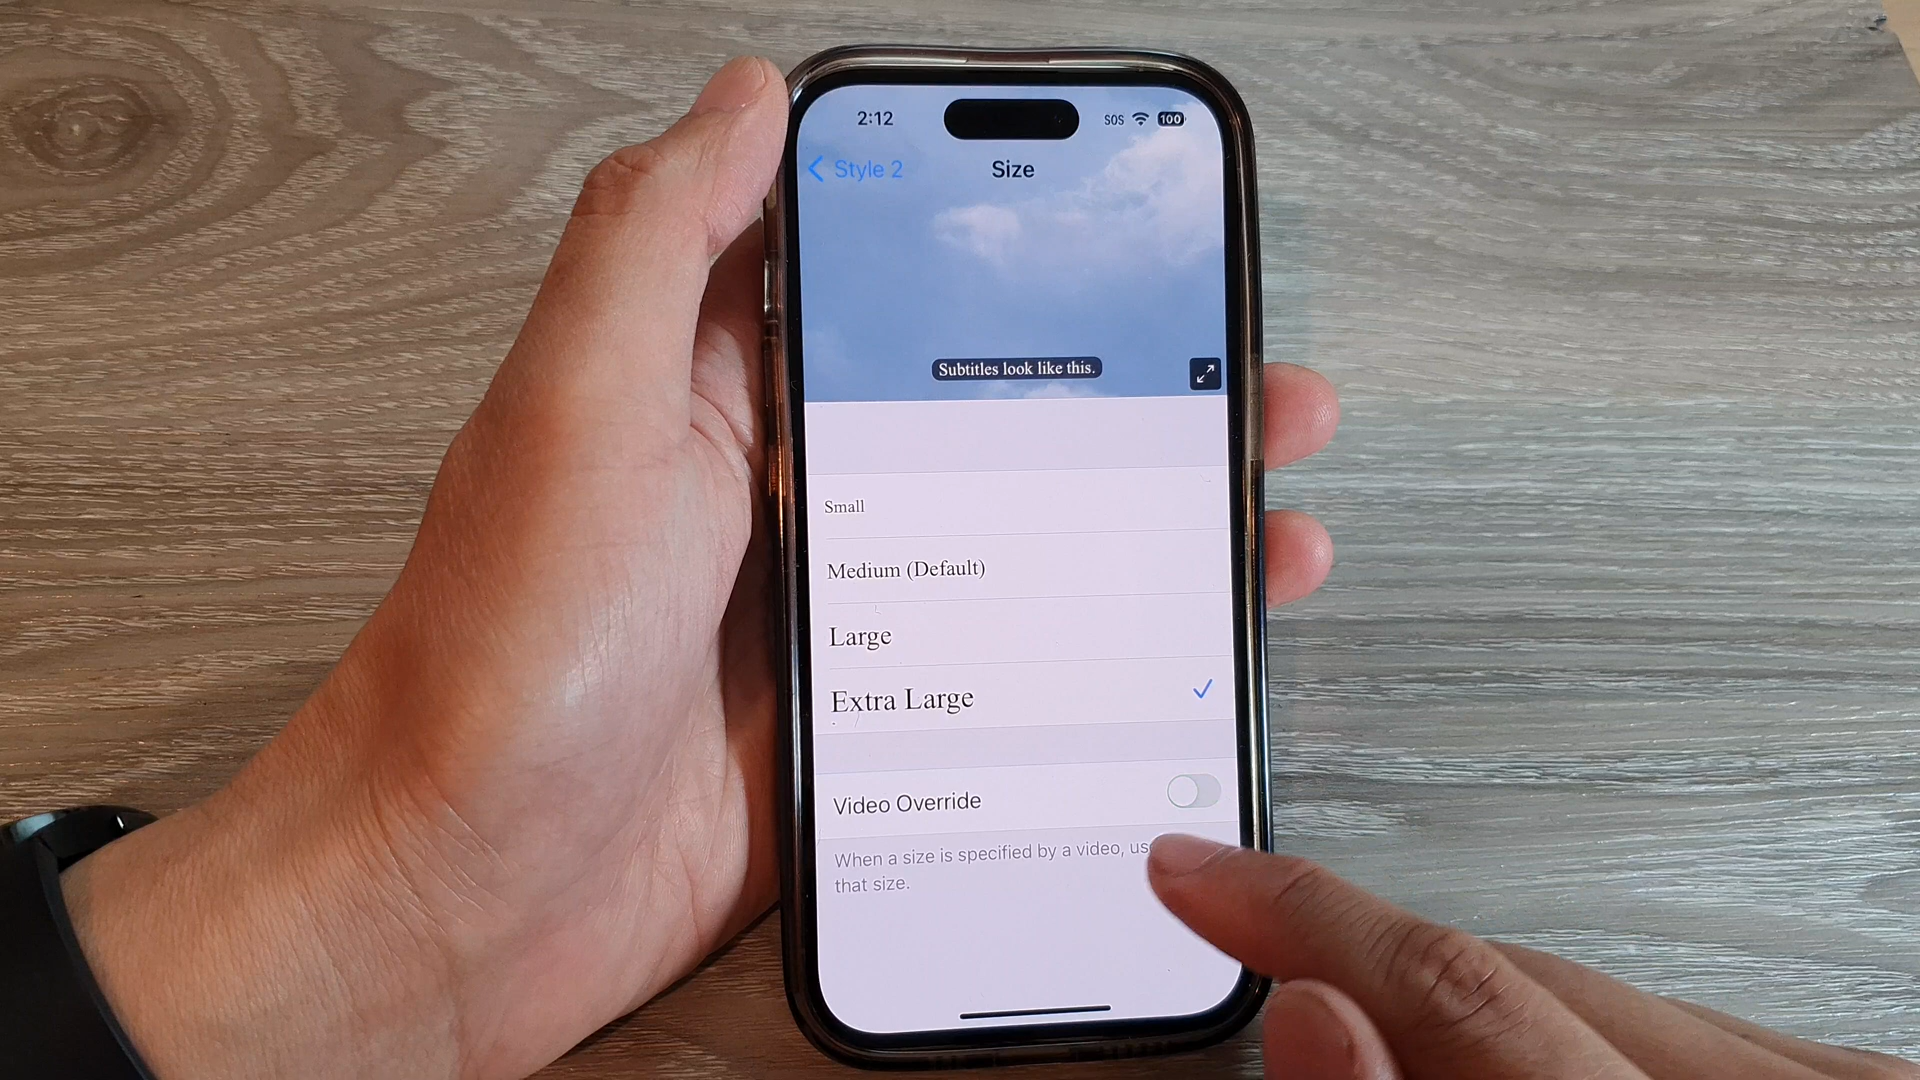 2:12
SOS
100
Style 2
Size
Subtitles look like this.
Small
Medium (Default)
Large
Extra Large
Video Override
When a size is specified by a video,
that size.